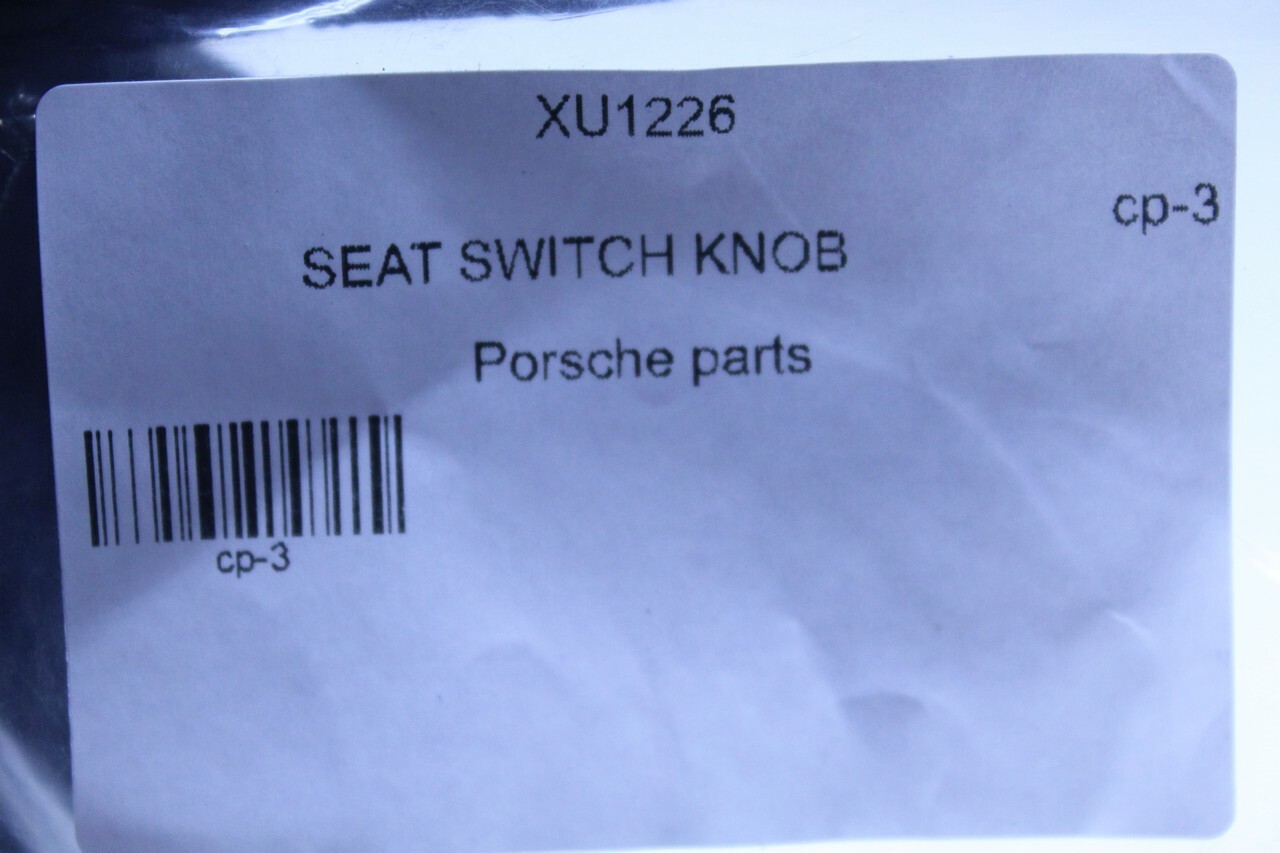 XU1226
cp-3
SEAT SWITCH KNOB
Porsche parts
cp-3